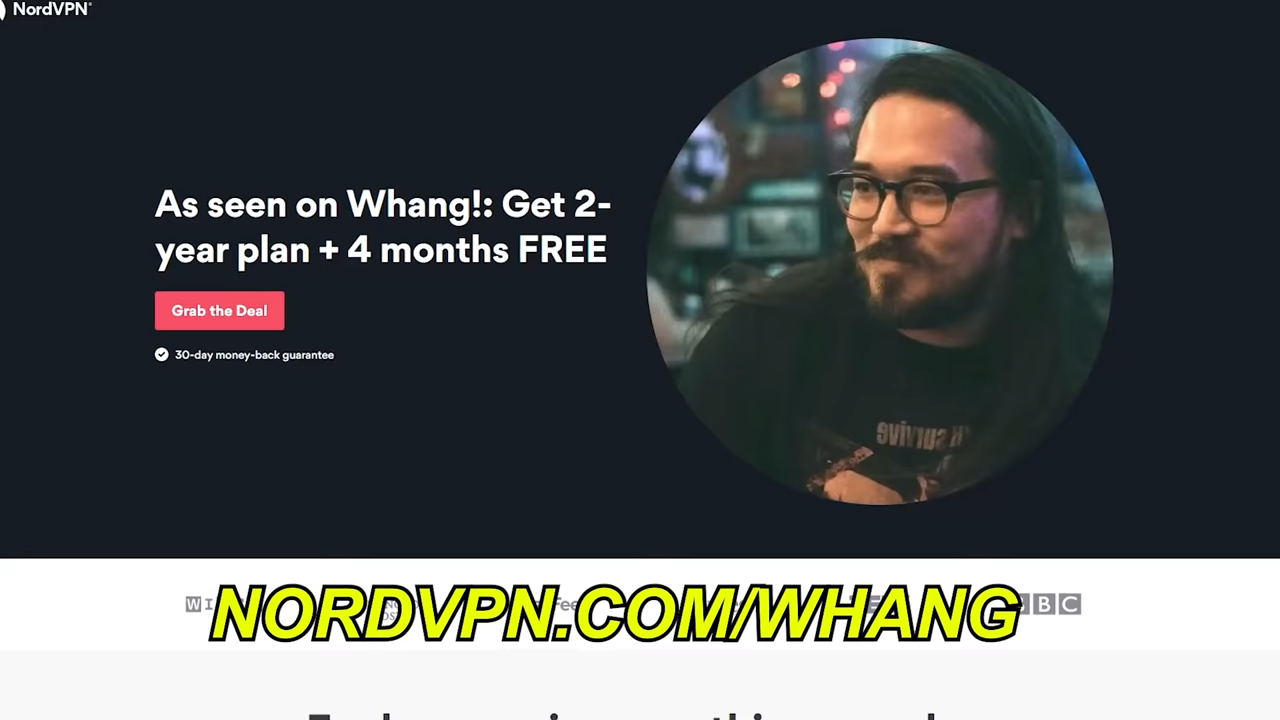 NordVPN®
As seen on Whang!: Get 2-
year plan + 4 months FREE
Grab the Deal
30-day money-back guarantee
NORDVPN.COM/WHANG